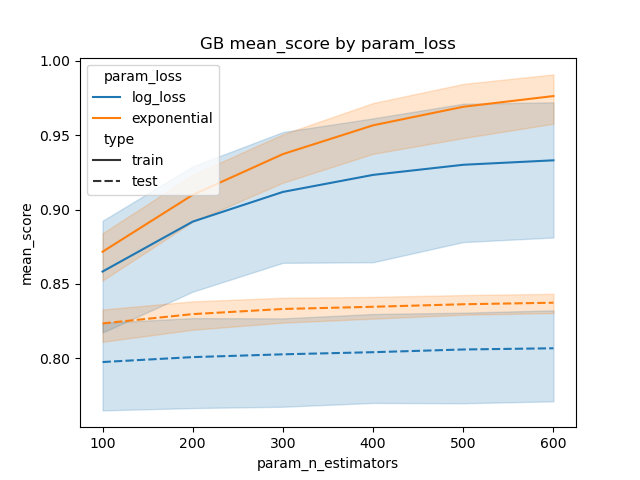 GB mean_score by param_loss
1.00
0.95
0.90
0.85
0.80
mean_score
param_loss
log_loss
exponential
type
train
test
100 200 300 400 500 600
param_n_estimators